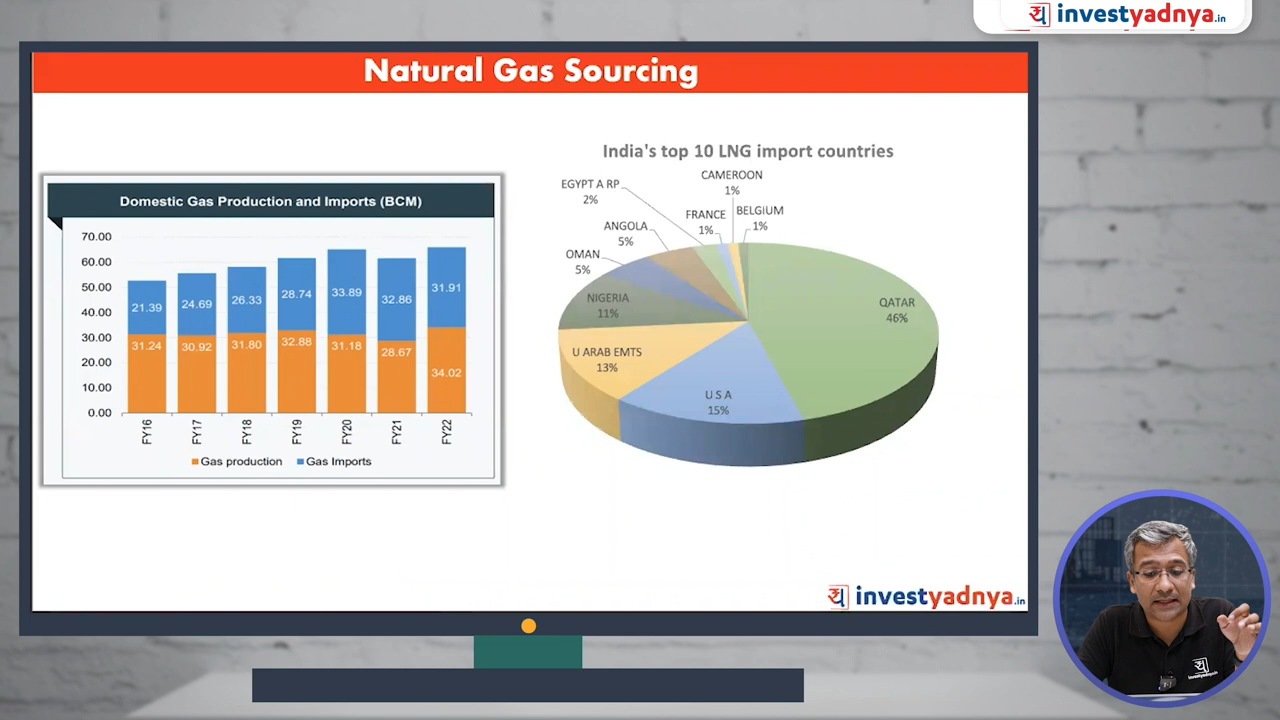 investyadnya.in
Natural Gas Sourcing
Domestic Gas Production and Imports (BCM)
70.00
60.00
50.00
40.00
30.00
20.00
10.00
0.00
21.39
24.69
26.33
28.74
33.89
32.86
31.91
31.24
30.92
31.80
32.88
31.18
28.67
34.02
FY16
FY17
FY18
FY19
FY20
FY21
FY22
Gas production
Gas Imports
India's top 10 LNG import countries
CAMEROON
1%
EGYPT A RP
2%
FRANCE
1%
BELGIUM
1%
ANGOLA
5%
OMAN
5%
NIGERIA
11%
QATAR
46%
U ARAB EMTS
13%
U S A
15%
investyadnya.in
investyadnya.in